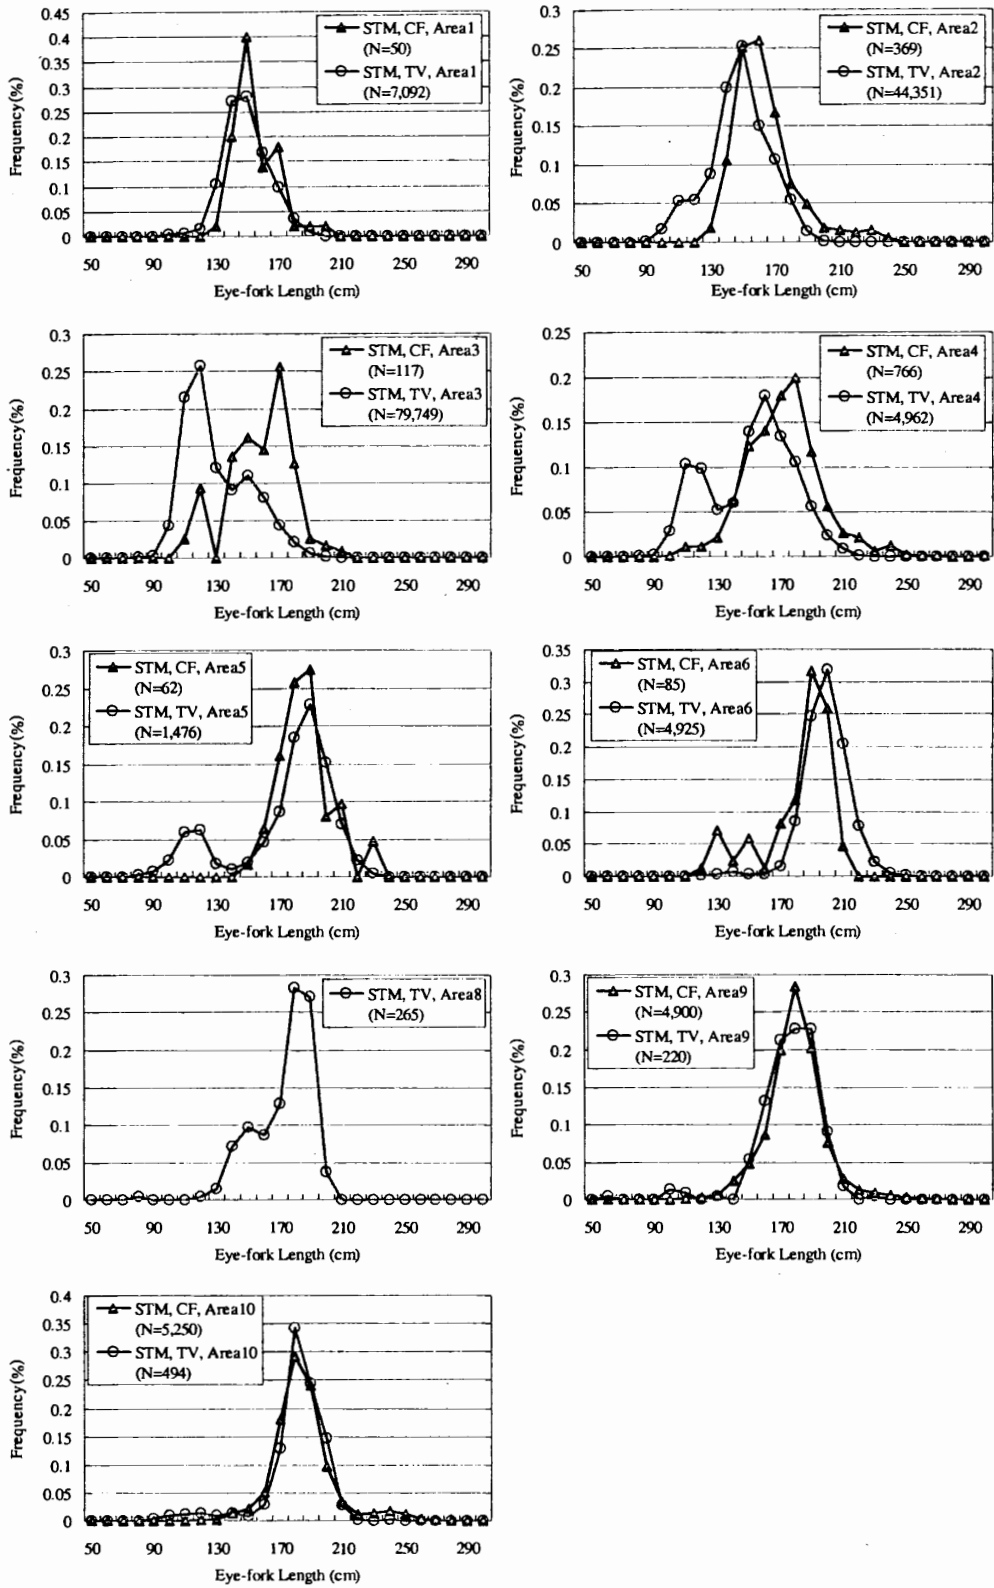 STM, CF, Area1
(N=50)
STM, TV, Area1
(N=7,092)
Frequency(%)
0.45
0.4
0.35
0.3
0.25
0.2
0.15
0.1
0.05
0
50 90 130 170 210 250 290
Eye-fork Length (cm)
STM, CF, Area2
(N=369)
STM, TV, Area2
(N=44,351)
Frequency(%)
0.3
0.25
0.2
0.15
0.1
0.05
0
50 90 130 170 210 250 290
Eye-fork Length (cm)
STM, CF, Area3
(N=117)
STM, TV, Area3
(N=79,749)
Frequency(%)
0.3
0.25
0.2
0.15
0.1
0.05
0
50 90 130 170 210 250 290
Eye-fork Length (cm)
STM, CF, Area4
(N=766)
STM, TV, Area4
(N=4,962)
Frequency(%)
0.25
0.2
0.15
0.1
0.05
0
50 90 130 170 210 250 290
Eye-fork Length (cm)
STM, CF, Area5
(N=62)
STM, TV, Area5
(N=1,476)
Frequency(%)
0.3
0.25
0.2
0.15
0.1
0.05
0
50 90 130 170 210 250 290
Eye-fork Length (cm)
STM, CF, Area6
(N=85)
STM, TV, Area6
(N=4,925)
Frequency(%)
0.35
0.3
0.25
0.2
0.15
0.1
0.05
0
50 90 130 170 210 250 290
Eye-fork Length (cm)
STM, TV, Area8
(N=265)
Frequency(%)
0.3
0.25
0.2
0.15
0.1
0.05
0
50 90 130 170 210 250 290
Eye-fork Length (cm)
STM, CF, Area9
(N=4,900)
STM, TV, Area9
(N=220)
Frequency(%)
0.3
0.25
0.2
0.15
0.1
0.05
0
50 90 130 170 210 250 290
Eye-fork Length (cm)
STM, CF, Area10
(N=5,250)
STM, TV, Area10
(N=494)
Frequency(%)
0.4
0.35
0.3
0.25
0.2
0.15
0.1
0.05
0
50 90 130 170 210 250 290
Eye-fork Length (cm)